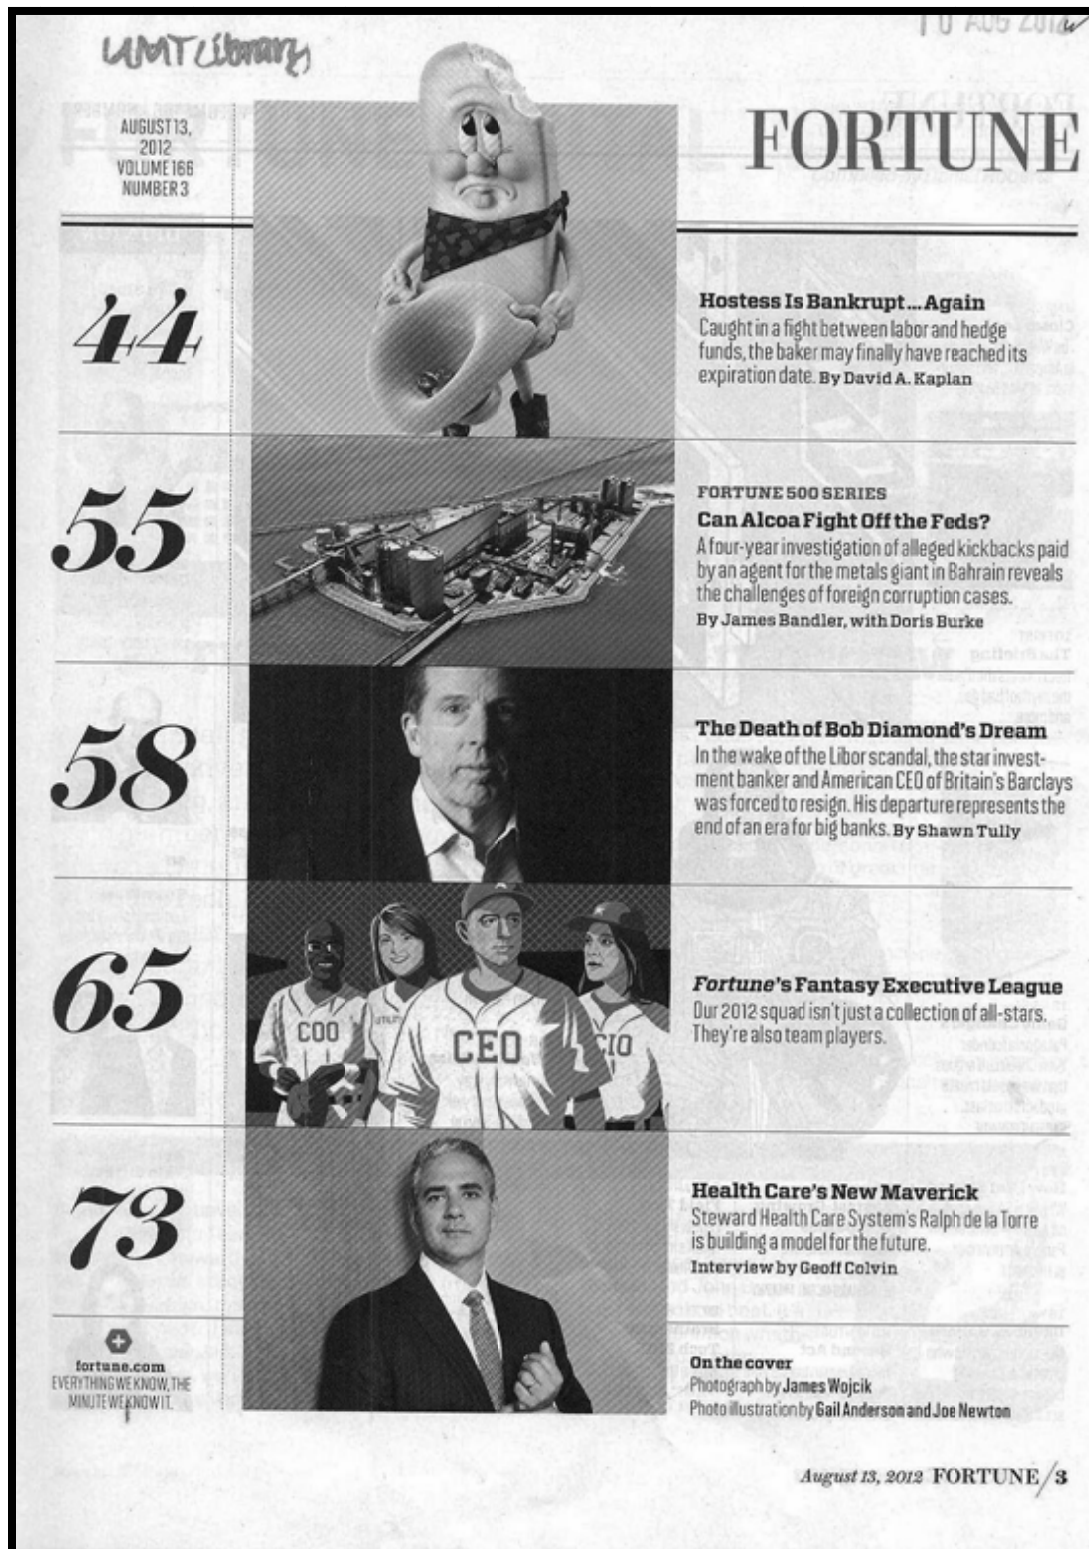 UMT Library
10 AUG 2012
AUGUST 13,
2012
VOLUME 166
NUMBER 3
FORTUNE
44
Hostess Is Bankrupt...Again
Caught in a fight between labor and hedge
funds, the baker may finally have reached its
expiration date. By David A. Kaplan
55
FORTUNE 500 SERIES
Can Alcoa Fight Off the Feds?
A four-year investigation of alleged kickbacks paid
by an agent for the metals giant in Bahrain reveals
the challenges of foreign corruption cases.
By James Bandler, with Doris Burke
58
The Death of Bob Diamond's Dream
In the wake of the Libor scandal, the star invest-
ment banker and American CEO of Britain's Barclays
was forced to resign. His departure represents the
end of an era for big banks. By Shawn Tully
65
COO
UTILI
CEO
CIO
Fortune's Fantasy Executive League
Our 2012 squad isn't just a collection of all-stars.
They're also team players.
73
Health Care's New Maverick
Steward Health Care System's Ralph de la Torre
is building a model for the future.
Interview by Geoff Colvin
fortune.com
EVERYTHING WE KNOW, THE
MINUTE WE KNOW IT.
On the cover
Photograph by James Wojcik
Photo illustration by Gail Anderson and Joe Newton
August 13, 2012 FORTUNE/3